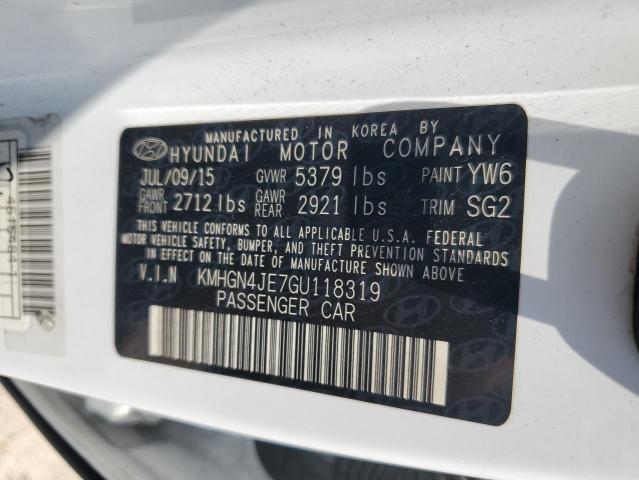 MANUFACTURED IN KOREA BY
HYUNDAI MOTOR COMPANY
JUL/09/15 GVWR 5379 lbs PAINT YW6
GAWR FRONT 2712 lbs GAWR REAR 2921 lbs TRIM SG2
THIS VEHICLE CONFORMS TO ALL APPLICABLE U.S.A. FEDERAL
MOTOR VEHICLE SAFETY, BUMPER, AND THEFT PREVENTION STANDARDS
IN EFFECT ON THE DATE OF MANUFACTURE SHOWN ABOVE.
V.I.N KMHGN4JE7GU118319
PASSENGER CAR